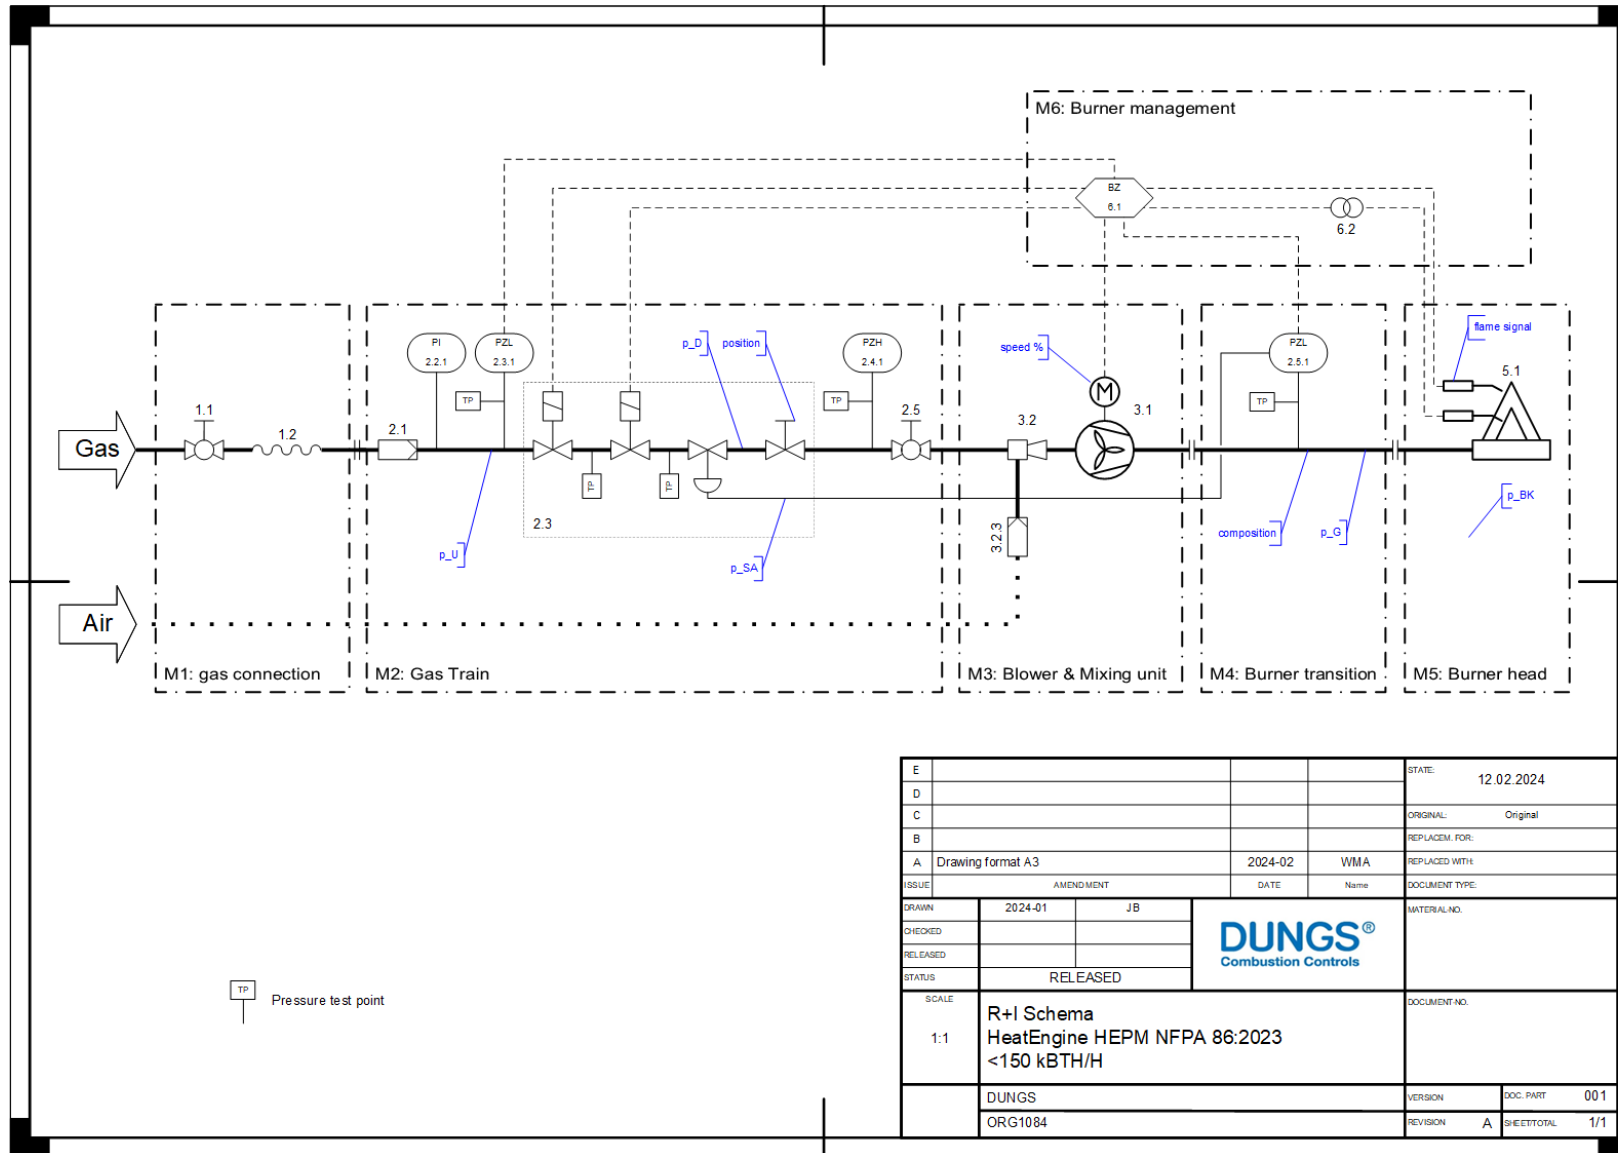 M6: Burner management
BZ
6.1
6.2
PI
2.2.1
PZL
2.3.1
p_D
position
PZH
2.4.1
speed %
PZL
2.5.1
flame signal
5.1
TP
TP
TP
M
1.1
1.2
2.1
2.5
3.2
3.1
Gas
TP
TP
2.3
p_U
p_SA
3.2.3
composition
p_G
p_BK
Air
M1: gas connection
M2: Gas Train
M3: Blower & Mixing unit
M4: Burner transition
M5: Burner head
TP
Pressure test point
E
STATE:
12.02.2024
D
C
ORIGINAL:
Original
B
REPLACEM. FOR:
A
Drawing format A3
2024-02
WMA
REPLACED WITH:
ISSUE
AMENDMENT
DATE
Name
DOCUMENT TYPE:
DRAWN
2024-01
JB
DUNGS®
Combustion Controls
MATERIAL-NO.
CHECKED
RELEASED
STATUS
RELEASED
SCALE
1:1
R+I Schema
HeatEngine HEPM NFPA 86:2023
<150 kBTH/H
DOCUMENT-NO.
DUNGS
VERSION
DOC. PART
001
ORG1084
REVISION
A
SHEET/TOTAL
1/1